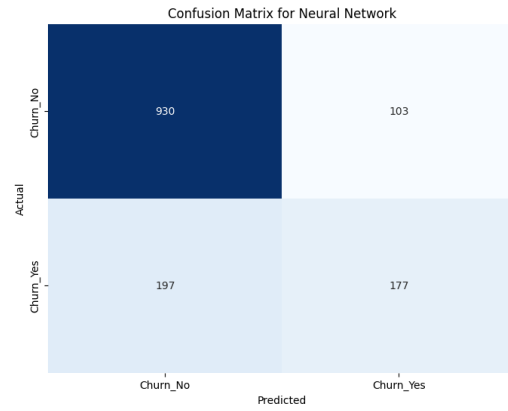 Confusion Matrix for Neural Network
Churn_No
930
103
Actual
Churn_Yes
197
177
Churn_No
Churn_Yes
Predicted